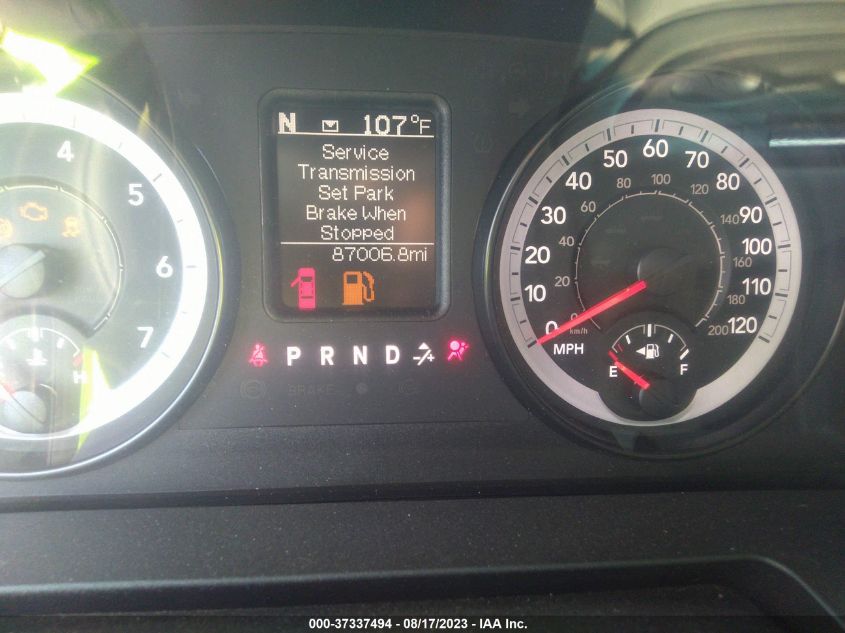 N 107°F
Service
Transmission
Set Park
Brake When
Stopped
87006.8mi
4
5
6
7
H
P R N D
BRAKE
0 10 20 30 40 50 60 70 80 90 100 110 120
MPH
0 20 40 60 80 100 120 140 160 180 200
km/h
E F
000-37337494 - 08/17/2023 - IAA Inc.